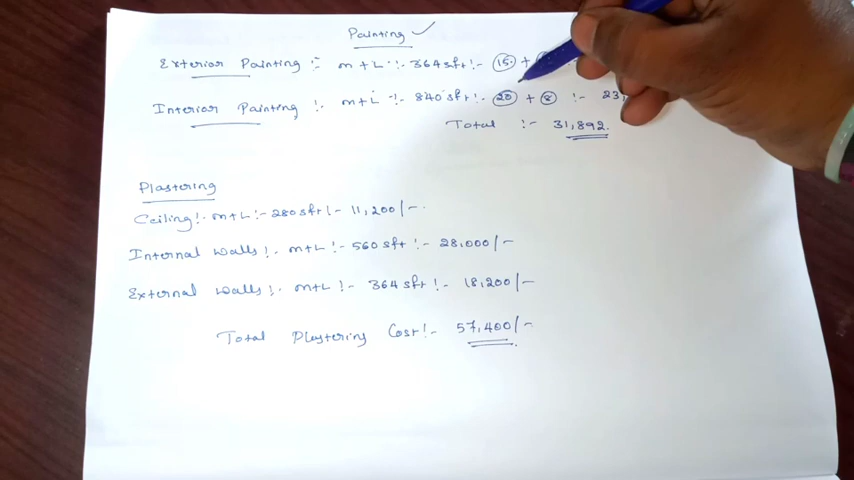 Painting ✓
Exterior Painting :- m+L :- 364 sft :- 15 +
Interior Painting :- m+L :- 840 sft :- 20 + 8 :- 23,
Total :- 31,892.
Plastering
Ceiling :- m+L :- 280 sft :- 11,200/-
Internal walls :- m+L :- 560 sft :- 28,000/-
External walls :- m+L :- 364 sft :- 18,200/-
Total Plastering Cost :- 57,400/-